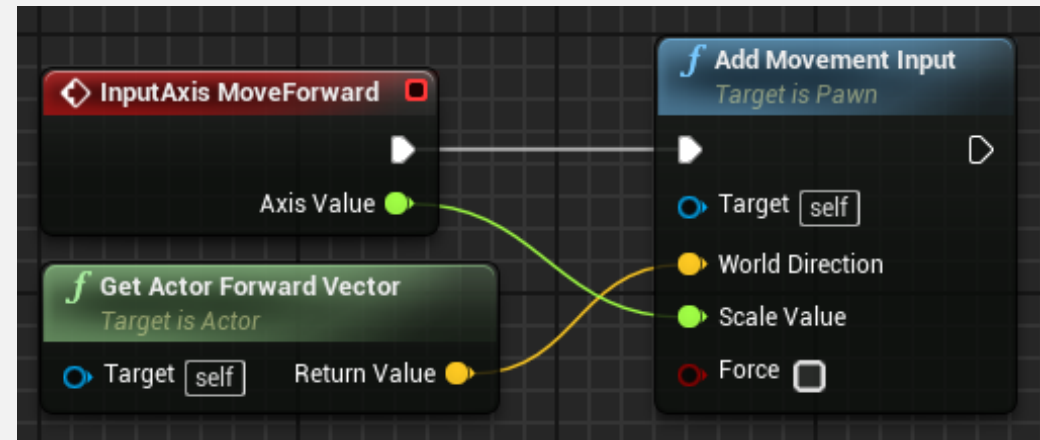 InputAxis MoveForward
Axis Value
f Get Actor Forward Vector
Target is Actor
Target self
Return Value
f Add Movement Input
Target is Pawn
Target self
World Direction
Scale Value
Force